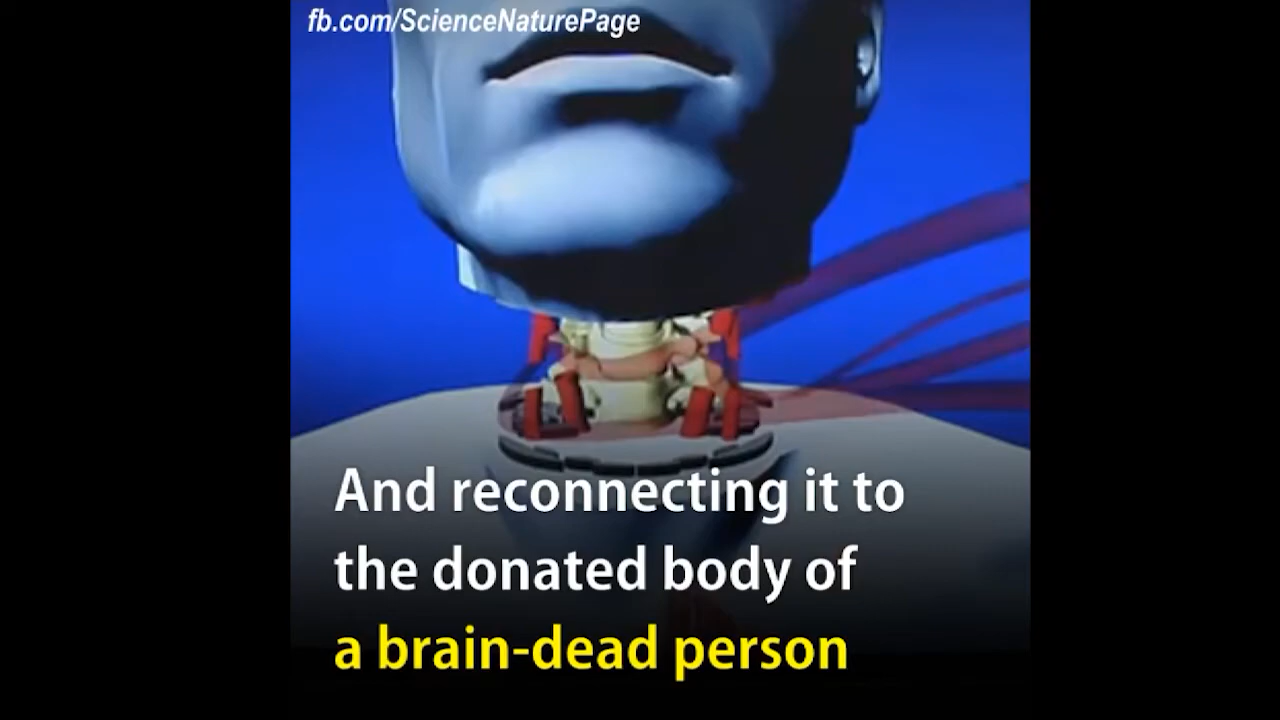 fb.com/ScienceNaturePage
And reconnecting it to
the donated body of
a brain-dead person